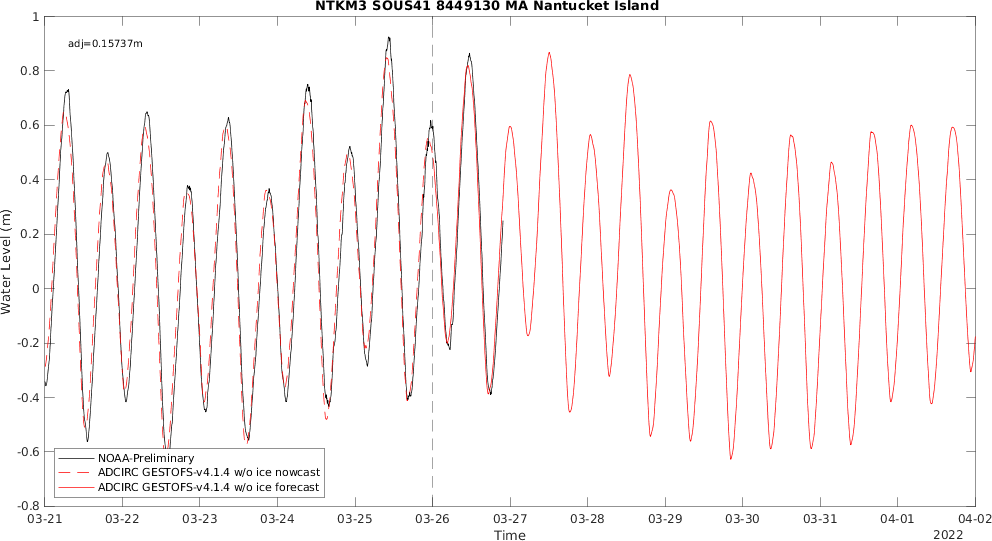 NTKM3 SOUS41 8449130 MA Nantucket Island
adj=0.15737m
1
0.8
0.6
0.4
0.2
0
-0.2
-0.4
-0.6
-0.8
Water Level (m)
NOAA-Preliminary
ADCIRC GESTOFS-v4.1.4 w/o ice nowcast
ADCIRC GESTOFS-v4.1.4 w/o ice forecast
03-21 03-22 03-23 03-24 03-25 03-26 03-27 03-28 03-29 03-30 03-31 04-01 04-02
Time
2022